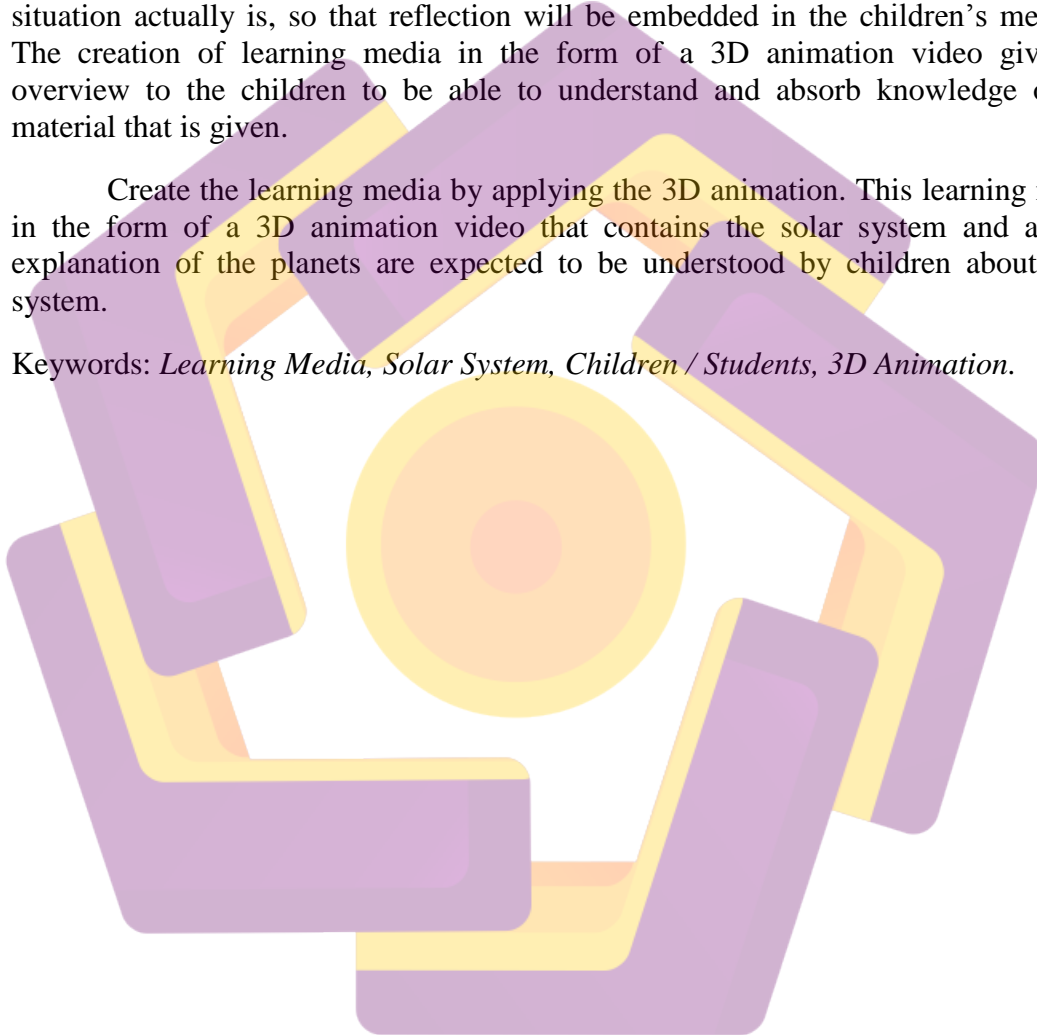 situation actually is, so that reflection will be embedded in the children’s me
The creation of learning media in the form of a 3D animation video giv
overview to the children to be able to understand and absorb knowledge o
material that is given.
Create the learning media by applying the 3D animation. This learning
in the form of a 3D animation video that contains the solar system and a
explanation of the planets are expected to be understood by children about
system.
Keywords: Learning Media, Solar System, Children / Students, 3D Animation.